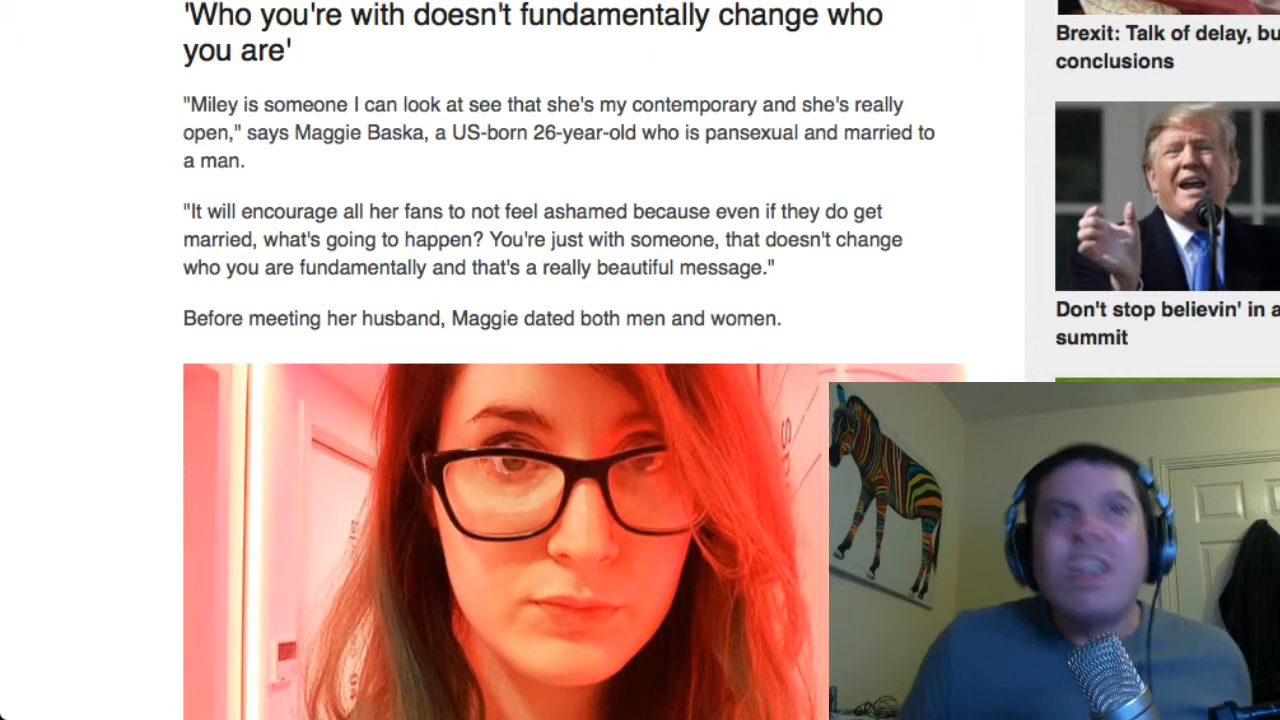 'Who you're with doesn't fundamentally change who
you are'
"Miley is someone I can look at see that she's my contemporary and she's really
open," says Maggie Baska, a US-born 26-year-old who is pansexual and married to
a man.
"It will encourage all her fans to not feel ashamed because even if they do get
married, what's going to happen? You're just with someone, that doesn't change
who you are fundamentally and that's a really beautiful message."
Before meeting her husband, Maggie dated both men and women.
Brexit: Talk of delay,
conclusions
Don't stop believin' in
summit